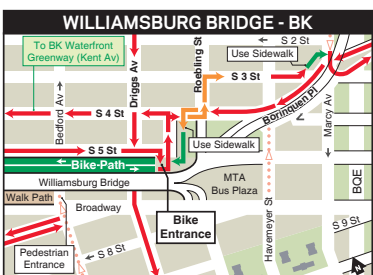 WILLIAMSBURG BRIDGE - BK
To BK Waterfront
Greenway (Kent Av)
Driggs Av
Roebling St
S 2 St
Use Sidewalk
S 3 St
Bedford Av
S 4 St
Borinquen Pl
Marcy Av
S 5 St
Use Sidewalk
Bike-Path
Williamsburg Bridge
MTA
Bus Plaza
BQE
Walk Path
Broadway
Bike
Entrance
Havemeyer St
S 9 St
Pedestrian
Entrance
S 8 St
N